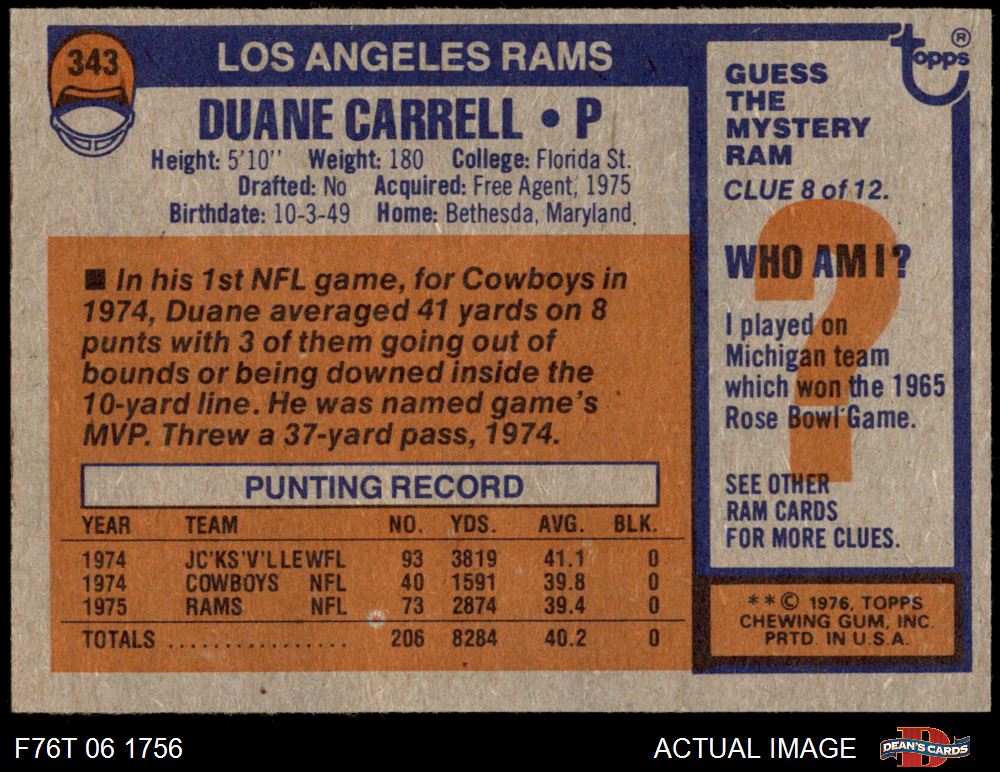 343
LOS ANGELES RAMS
DUANE CARRELL • P
Height: 5'10" Weight: 180 College: Florida St.
Drafted: No Acquired: Free Agent, 1975
Birthdate: 10-3-49 Home: Bethesda, Maryland.
■ In his 1st NFL game, for Cowboys in
1974, Duane averaged 41 yards on 8
punts with 3 of them going out of
bounds or being downed inside the
10-yard line. He was named game's
MVP. Threw a 37-yard pass, 1974.
PUNTING RECORD
YEAR TEAM NO. YDS. AVG. BLK.
1974 JC'KS'V'LLE WFL 93 3819 41.1 0
1974 COWBOYS NFL 40 1591 39.8 0
1975 RAMS NFL 73 2874 39.4 0
TOTALS ................ 206 8284 40.2 0
topps®
GUESS
THE
MYSTERY
RAM
CLUE 8 of 12.
?
WHO AM I?
I played on
Michigan team
which won the 1965
Rose Bowl Game.
SEE OTHER
RAM CARDS
FOR MORE CLUES.
**© 1976, TOPPS
CHEWING GUM, INC.
PRTD. IN U.S.A.
F76T 06 1756
ACTUAL IMAGE
D
DEAN'S CARDS